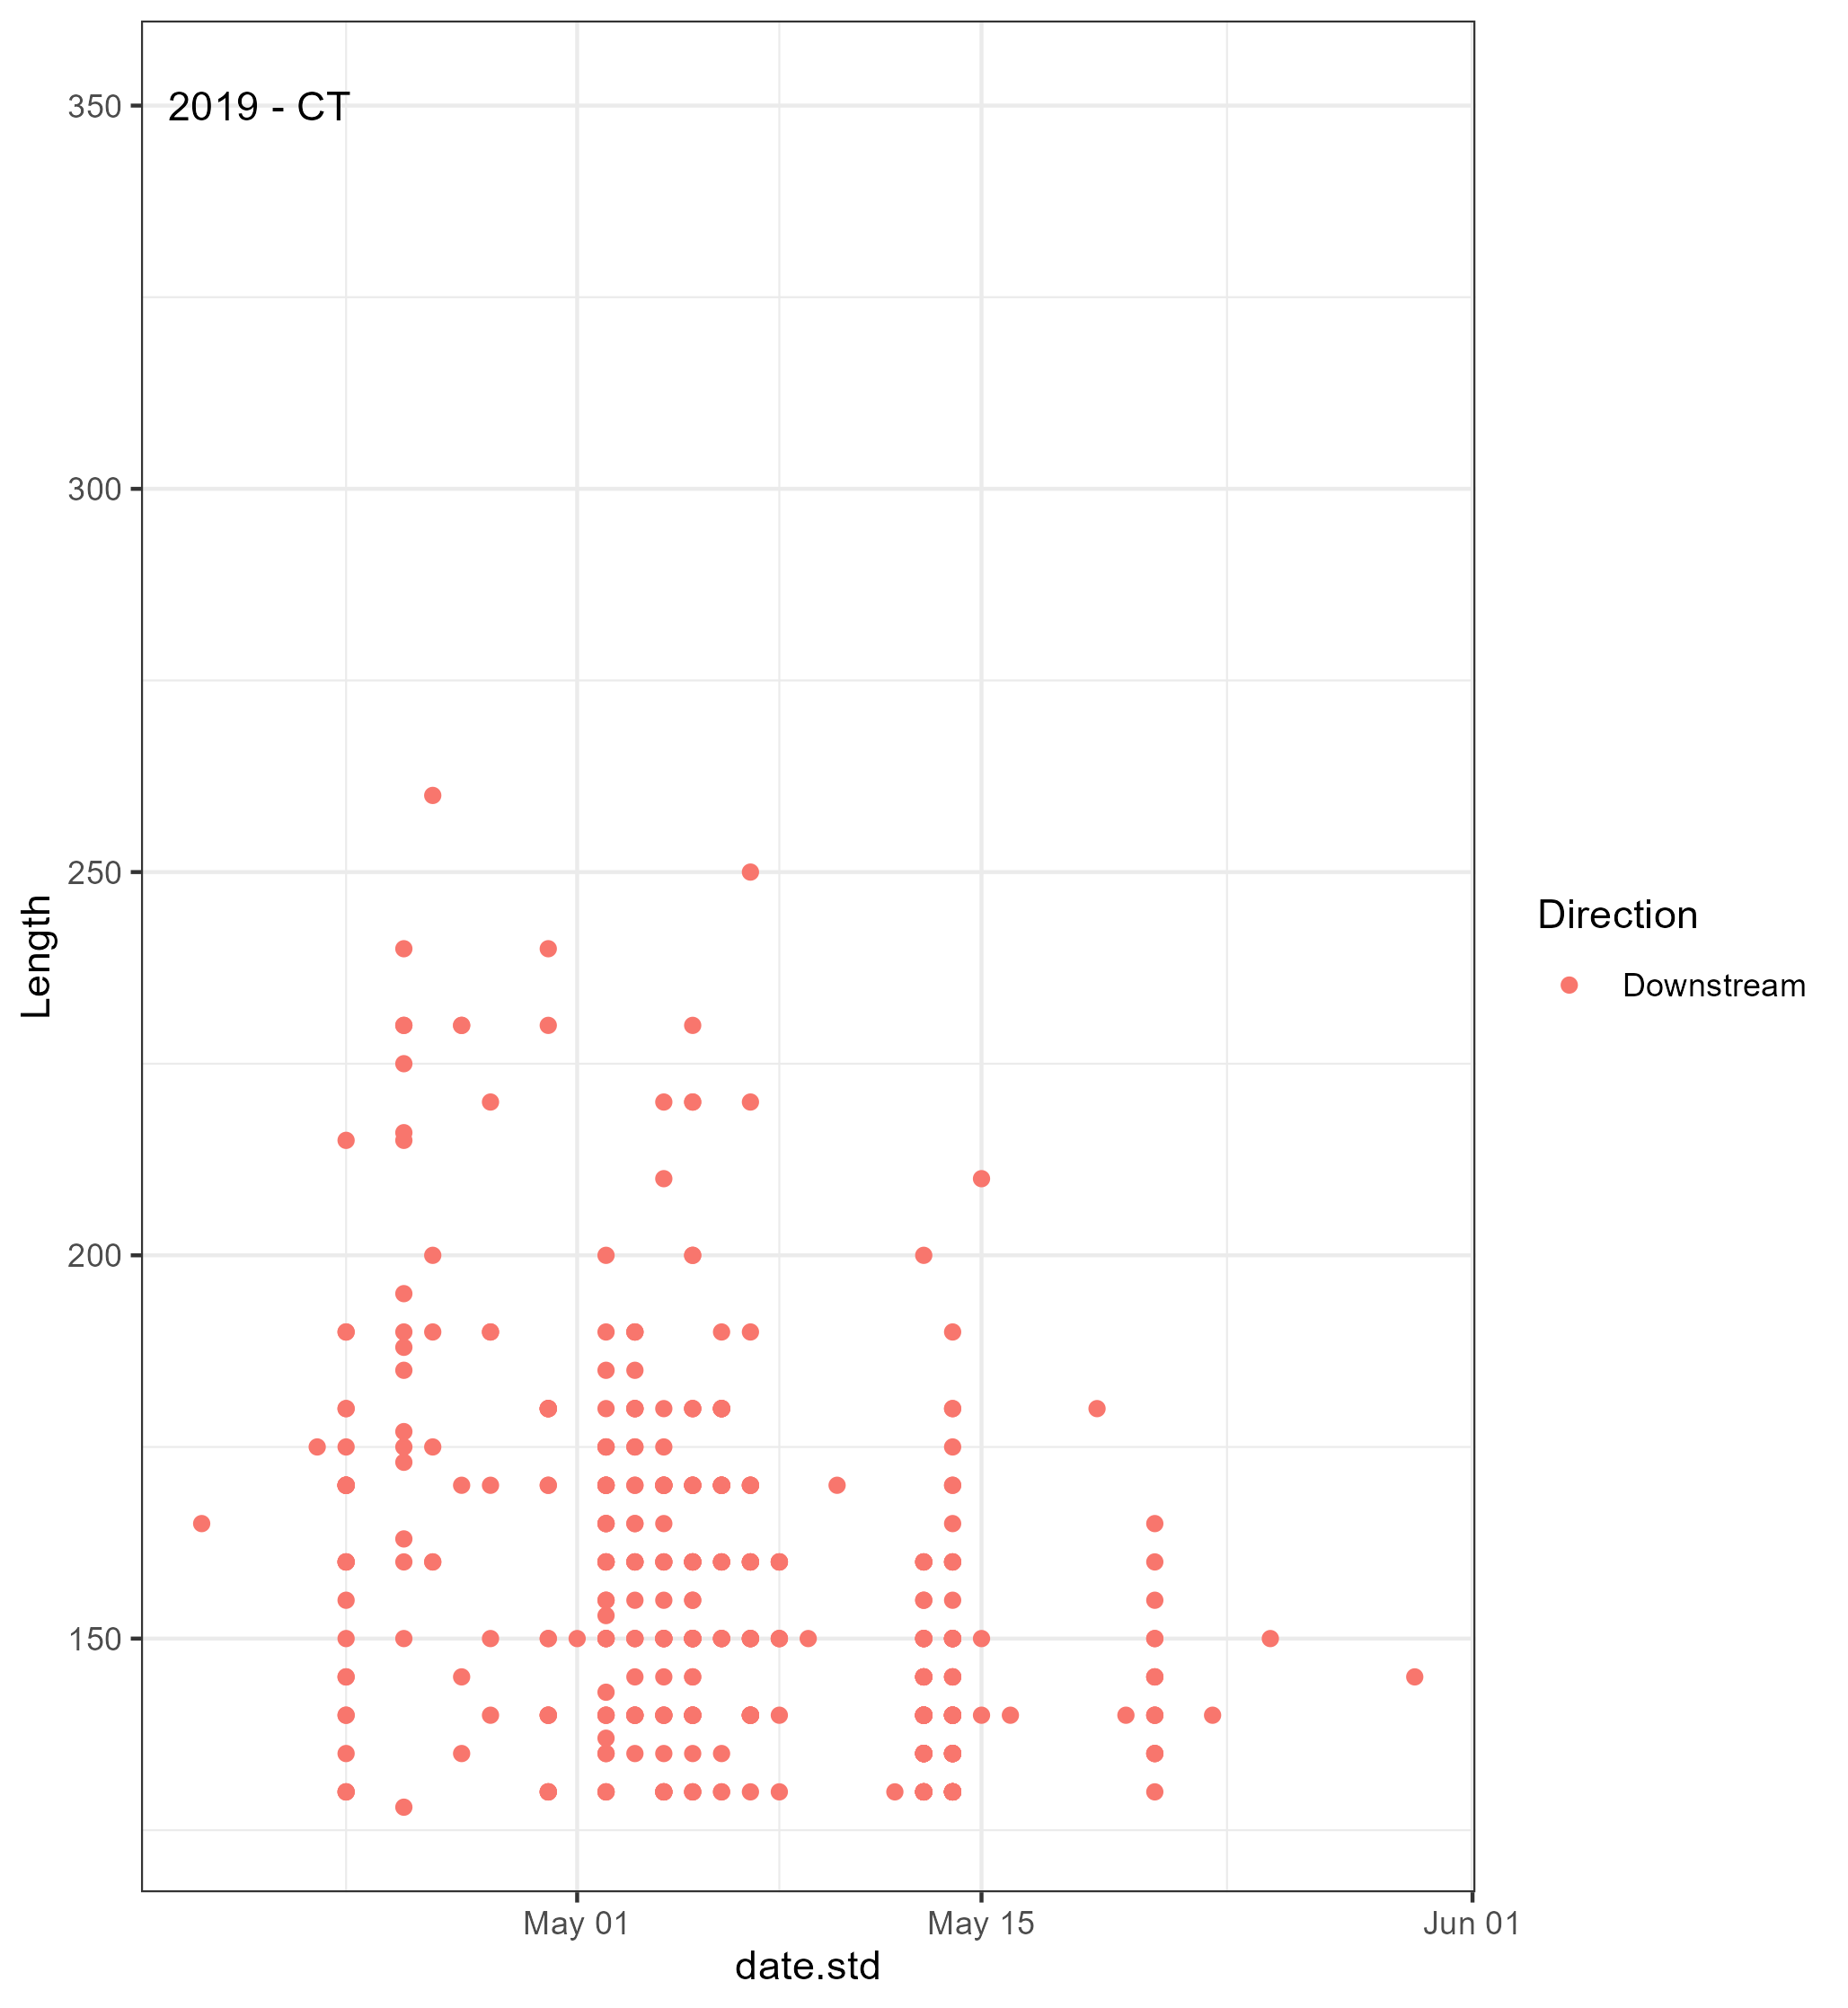 2019 - CT
350
300
250
200
150
Length
May 01
May 15
Jun 01
date.std
Direction
Downstream